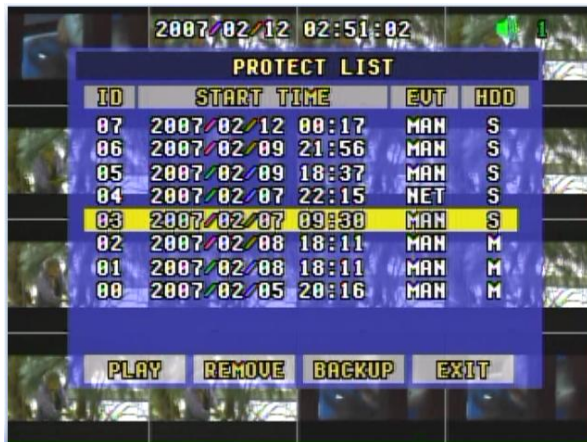 2007/02/12 02:51:02 1
PROTECT LIST
ID START TIME EVT HDD
07 2007/02/12 00:17 MAN S
06 2007/02/09 21:56 MAN S
05 2007/02/09 18:37 MAN S
04 2007/02/07 22:15 NET S
03 2007/02/07 09:30 MAN S
02 2007/02/08 18:11 MAN M
01 2007/02/08 18:11 MAN M
00 2007/02/05 20:16 MAN M
PLAY REMOVE BACKUP EXIT